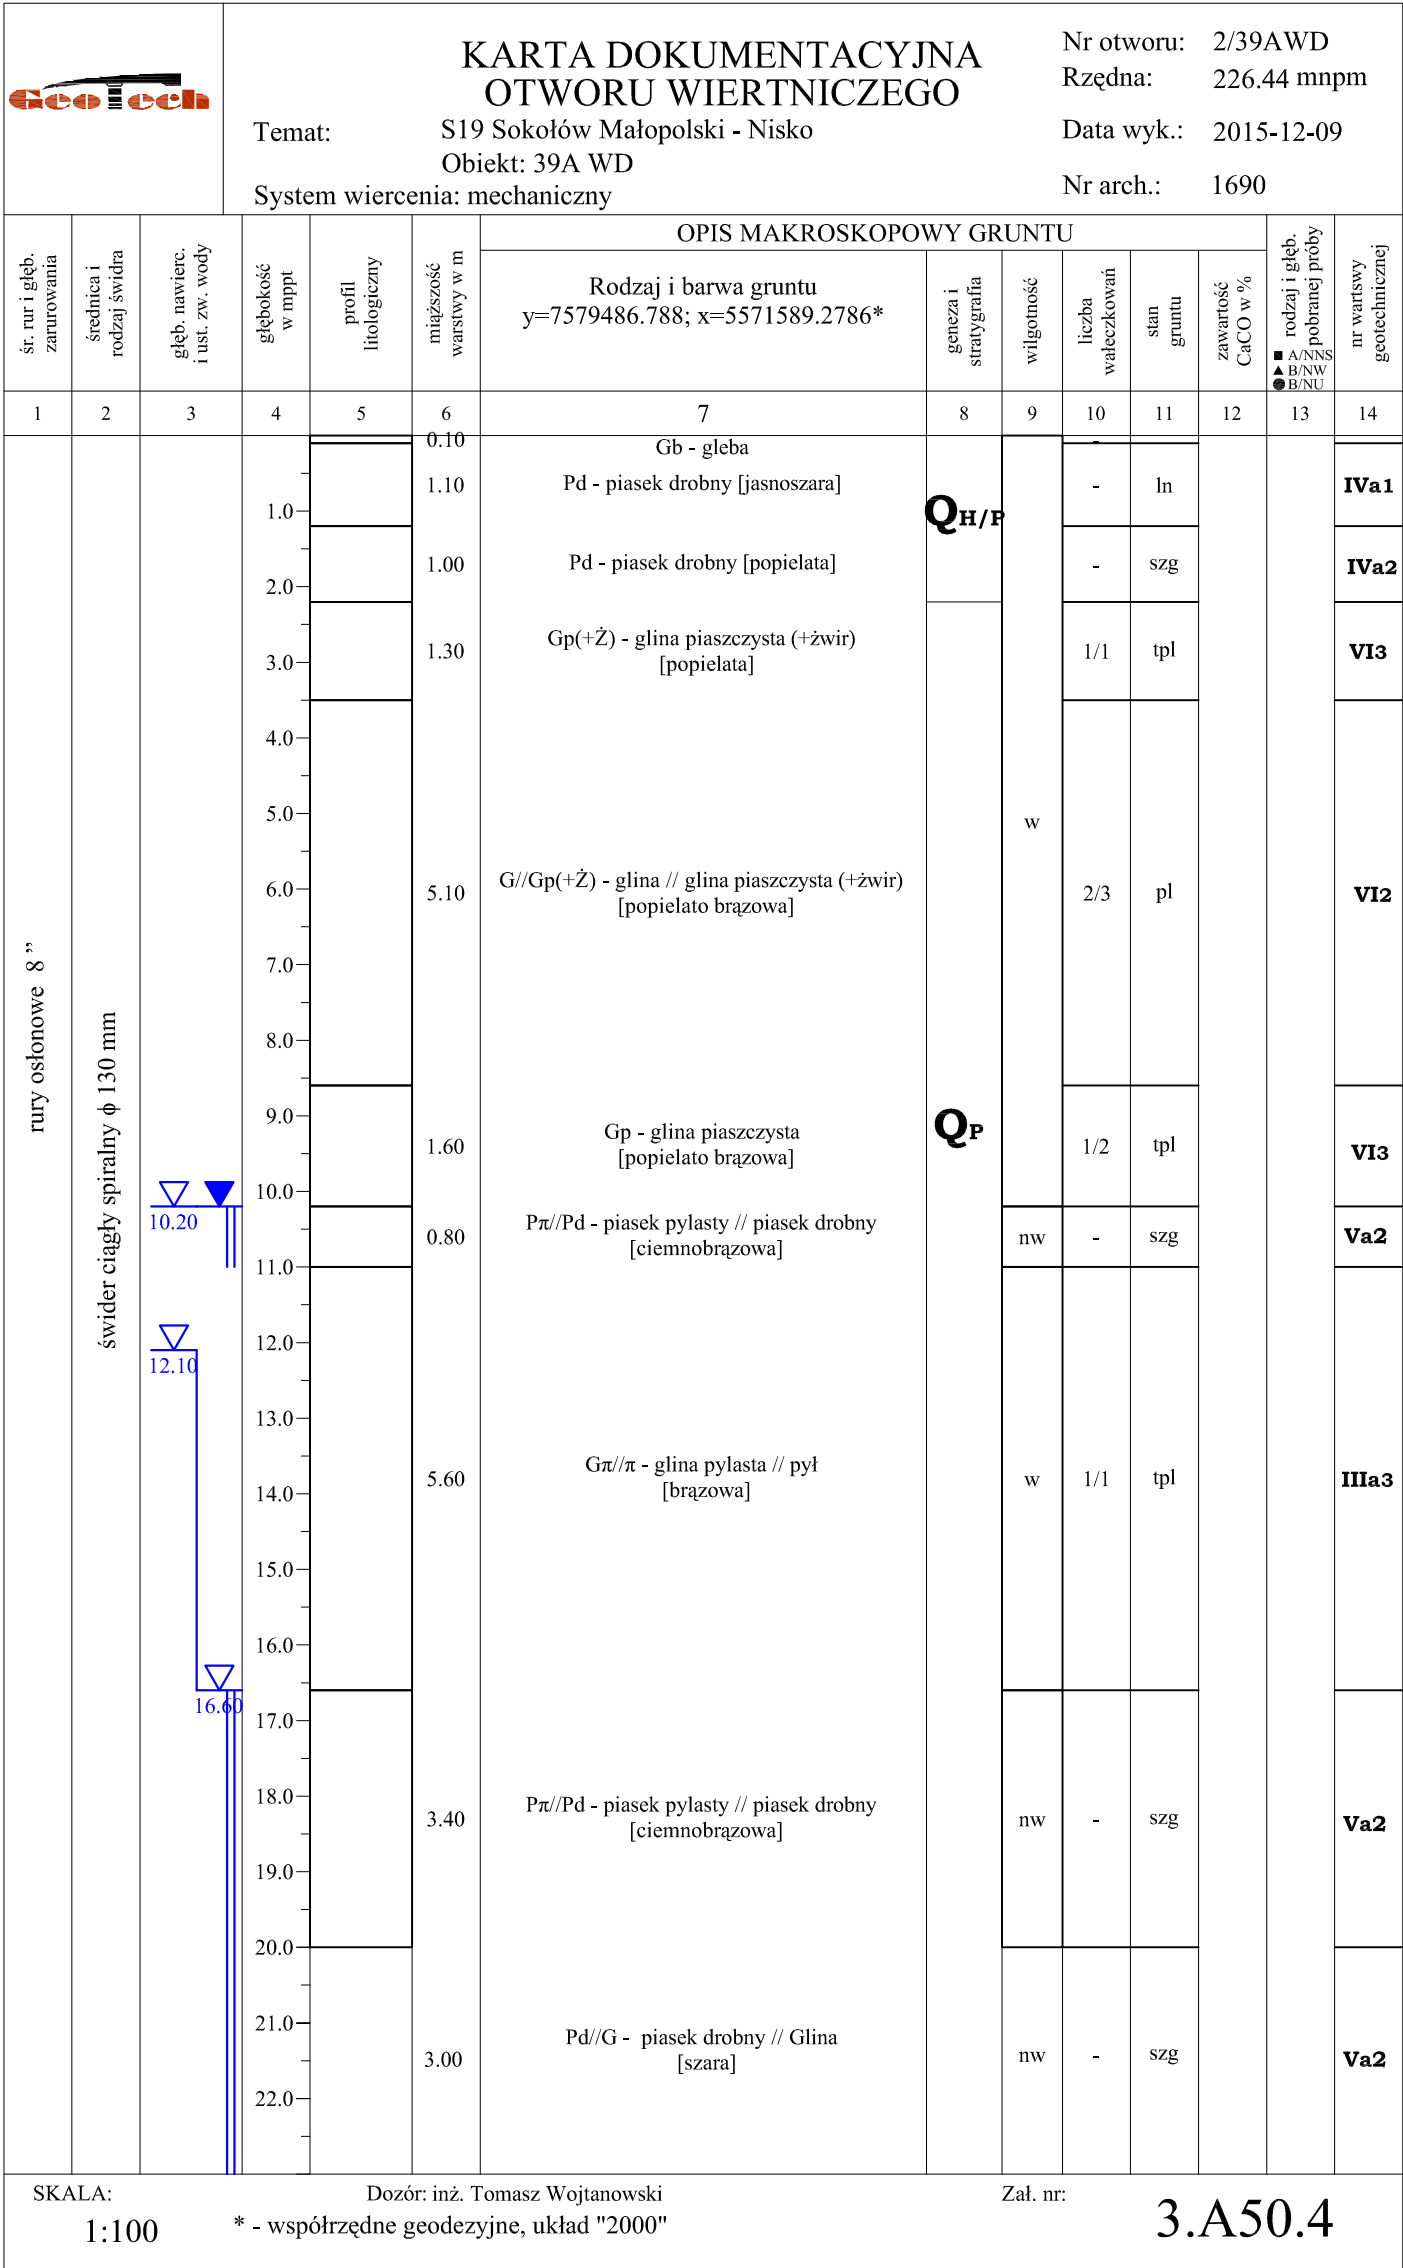 GeoTech
KARTA DOKUMENTACYJNA
OTWORU WIERTNICZEGO
Temat: S19 Sokołów Małopolski - Nisko
Obiekt: 39A WD
System wiercenia: mechaniczny
Nr otworu: 2/39AWD
Rzędna: 226.44 mnpm
Data wyk.: 2015-12-09
Nr arch.: 1690
śr. rur i głęb.
zarurowania
średnica i
rodzaj świdra
głęb. nawierc.
i ust. zw. wody
głębokość
w mppt
profil
litologiczny
miąższość
warstwy w m
OPIS MAKROSKOPOWY GRUNTU
Rodzaj i barwa gruntu
y=7579486.788; x=5571589.2786*
geneza i
stratygrafia
wilgotność
liczba
wałeczkowań
stan
gruntu
zawartość
CaCO w %
rodzaj i głęb.
pobranej próby
■ A/NNS
▲ B/NW
● B/NU
nr wartswy
geotechnicznej
1 2 3 4 5 6 7 8 9 10 11 12 13 14
rury osłonowe 8 ”
świder ciągły spiralny ϕ 130 mm
0.10 Gb - gleba -
1.10 Pd - piasek drobny [jasnoszara] - ln IVa1
1.0 Q H/P
1.00 Pd - piasek drobny [popielata] - szg IVa2
2.0
1.30 Gp(+Ż) - glina piaszczysta (+żwir)
[popielata] 1/1 tpl VI3
3.0
4.0
5.0 w
6.0 5.10 G//Gp(+Ż) - glina // glina piaszczysta (+żwir)
[popielato brązowa] 2/3 pl VI2
7.0
8.0
9.0 Q P
1.60 Gp - glina piaszczysta
[popielato brązowa] 1/2 tpl VI3
10.0
10.20 0.80 Pπ//Pd - piasek pylasty // piasek drobny
[ciemnobrązowa] nw - szg Va2
11.0
12.0
12.10
13.0
14.0 5.60 Gπ//π - glina pylasta // pył
[brązowa] w 1/1 tpl IIIa3
15.0
16.0
16.60
17.0
18.0 3.40 Pπ//Pd - piasek pylasty // piasek drobny
[ciemnobrązowa] nw - szg Va2
19.0
20.0
21.0
3.00 Pd//G - piasek drobny // Glina
[szara] nw - szg Va2
22.0
SKALA:
1:100
Dozór: inż. Tomasz Wojtanowski
* - współrzędne geodezyjne, układ "2000"
Zał. nr:
3.A50.4